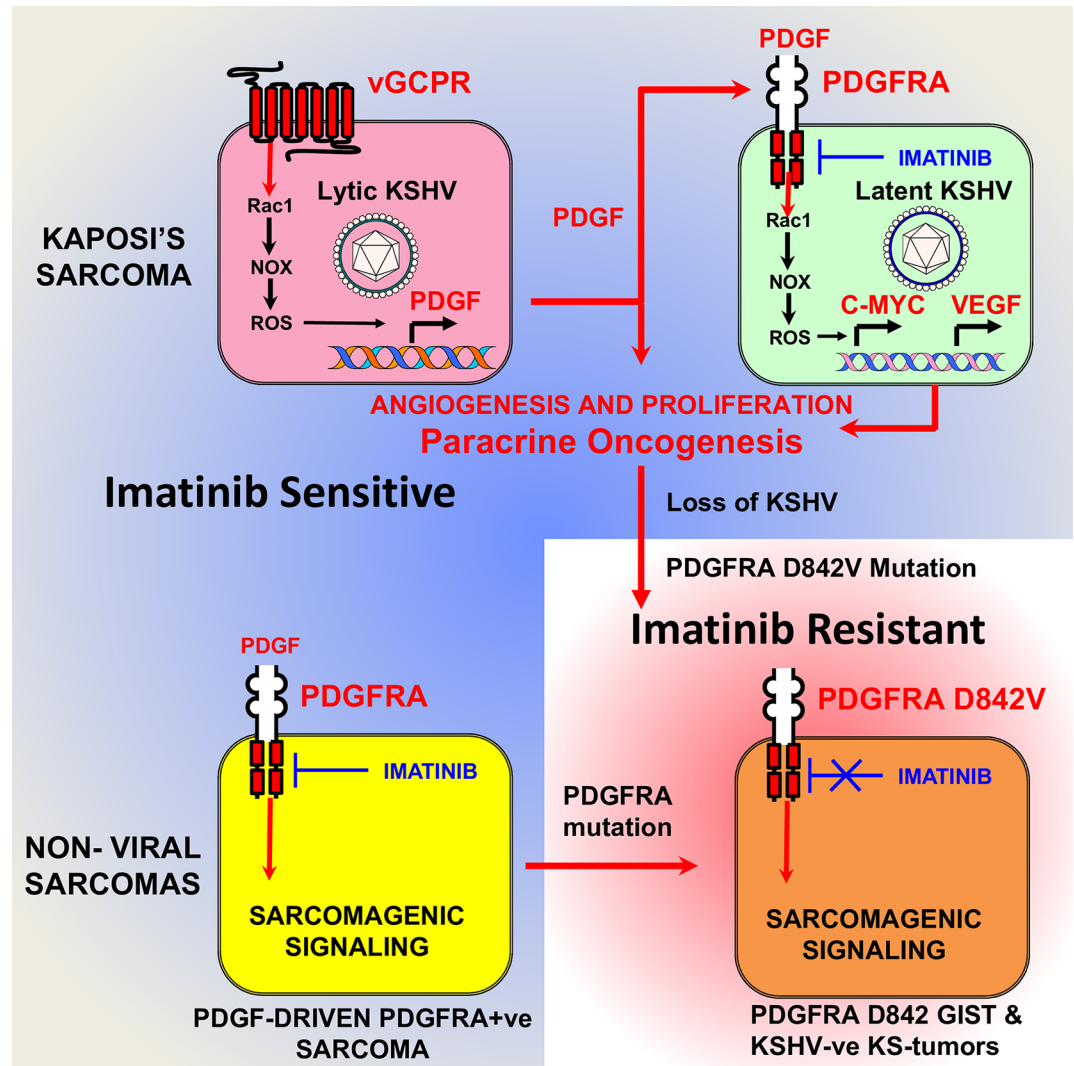 PDGF
vGCPR
PDGFRA
IMATINIB
Lytic KSHV
Latent KSHV
Rac1
Rac1
KAPOSI'S
SARCOMA
PDGF
NOX
NOX
PDGF
C-MYC
VEGF
ROS
ROS
ANGIOGENESIS AND PROLIFERATION
Paracrine Oncogenesis
Imatinib Sensitive
Loss of KSHV
PDGFRA D842V Mutation
Imatinib Resistant
PDGF
PDGFRA
PDGFRA D842V
IMATINIB
IMATINIB
PDGFRA
mutation
NON- VIRAL
SARCOMAS
SARCOMAGENIC
SIGNALING
SARCOMAGENIC
SIGNALING
PDGF-DRIVEN PDGFRA+ve
SARCOMA
PDGFRA D842 GIST &
KSHV-ve KS-tumors